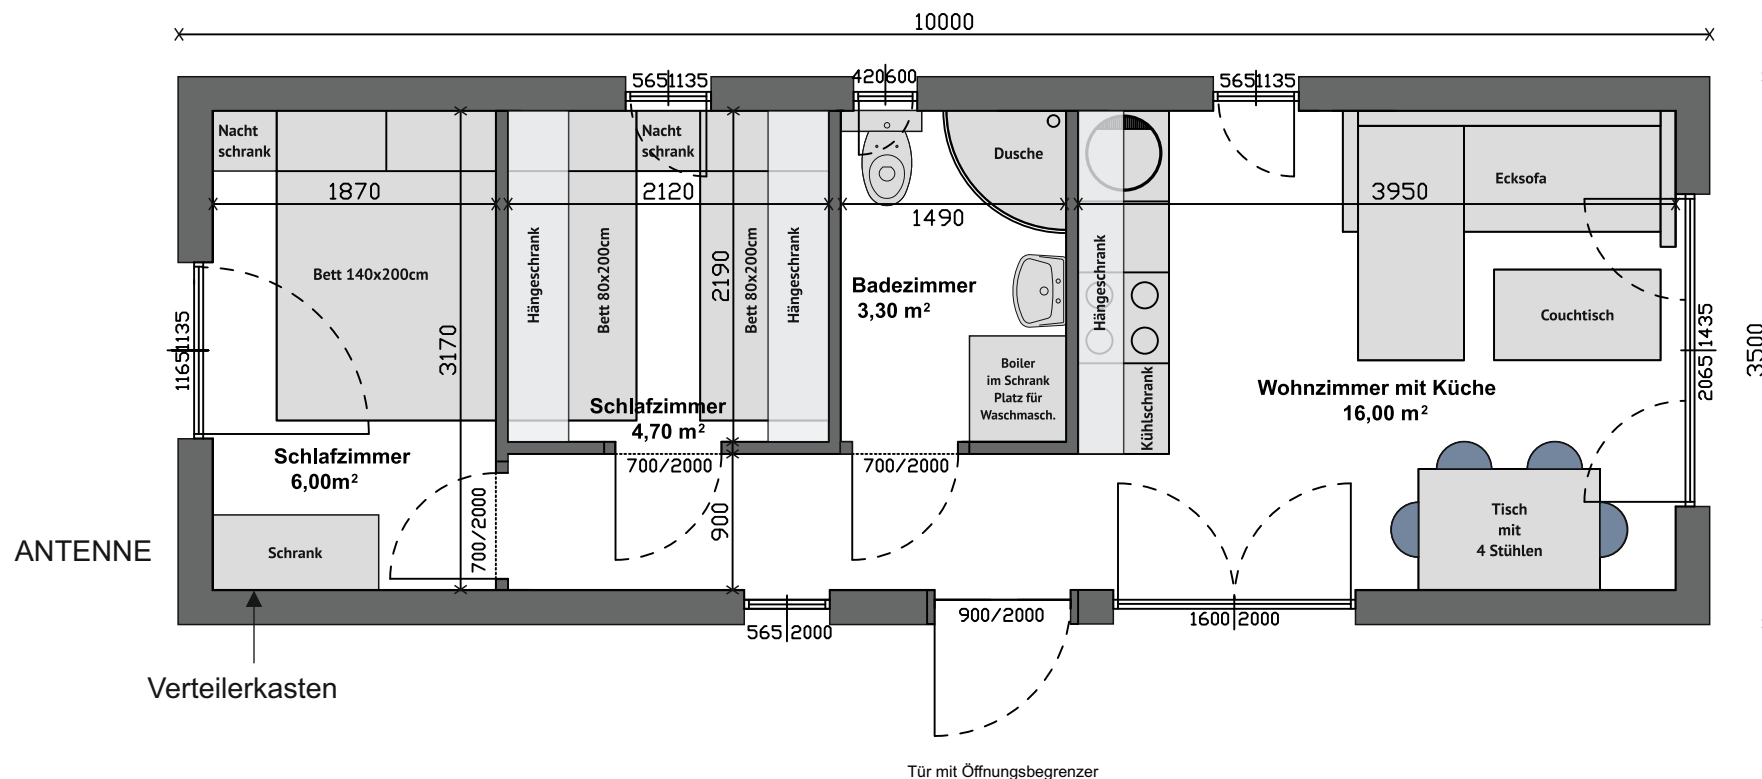 10000
565 1135
420 600
565 1135
Nacht
schrank
Nacht
schrank
Dusche
Ecksofa
1870
2120
1490
3950
Bett 140x200cm
Hängeschrank
Bett 80x200cm
2190
Bett 80x200cm
Hängeschrank
Hängeschrank
Badezimmer
3,30 m²
Couchtisch
1165 1135
3170
2065 1435
3500
Boiler
im Schrank
Platz für
Waschmasch.
Kühlschrank
Wohnzimmer mit Küche
16,00 m²
Schlafzimmer
4,70 m²
Schlafzimmer
6,00m²
700/2000
700/2000
700/2000
900
Tisch
mit
4 Stühlen
ANTENNE
Schrank
565 2000
900/2000
1600 2000
Verteilerkasten
Tür mit Öffnungsbegrenzer